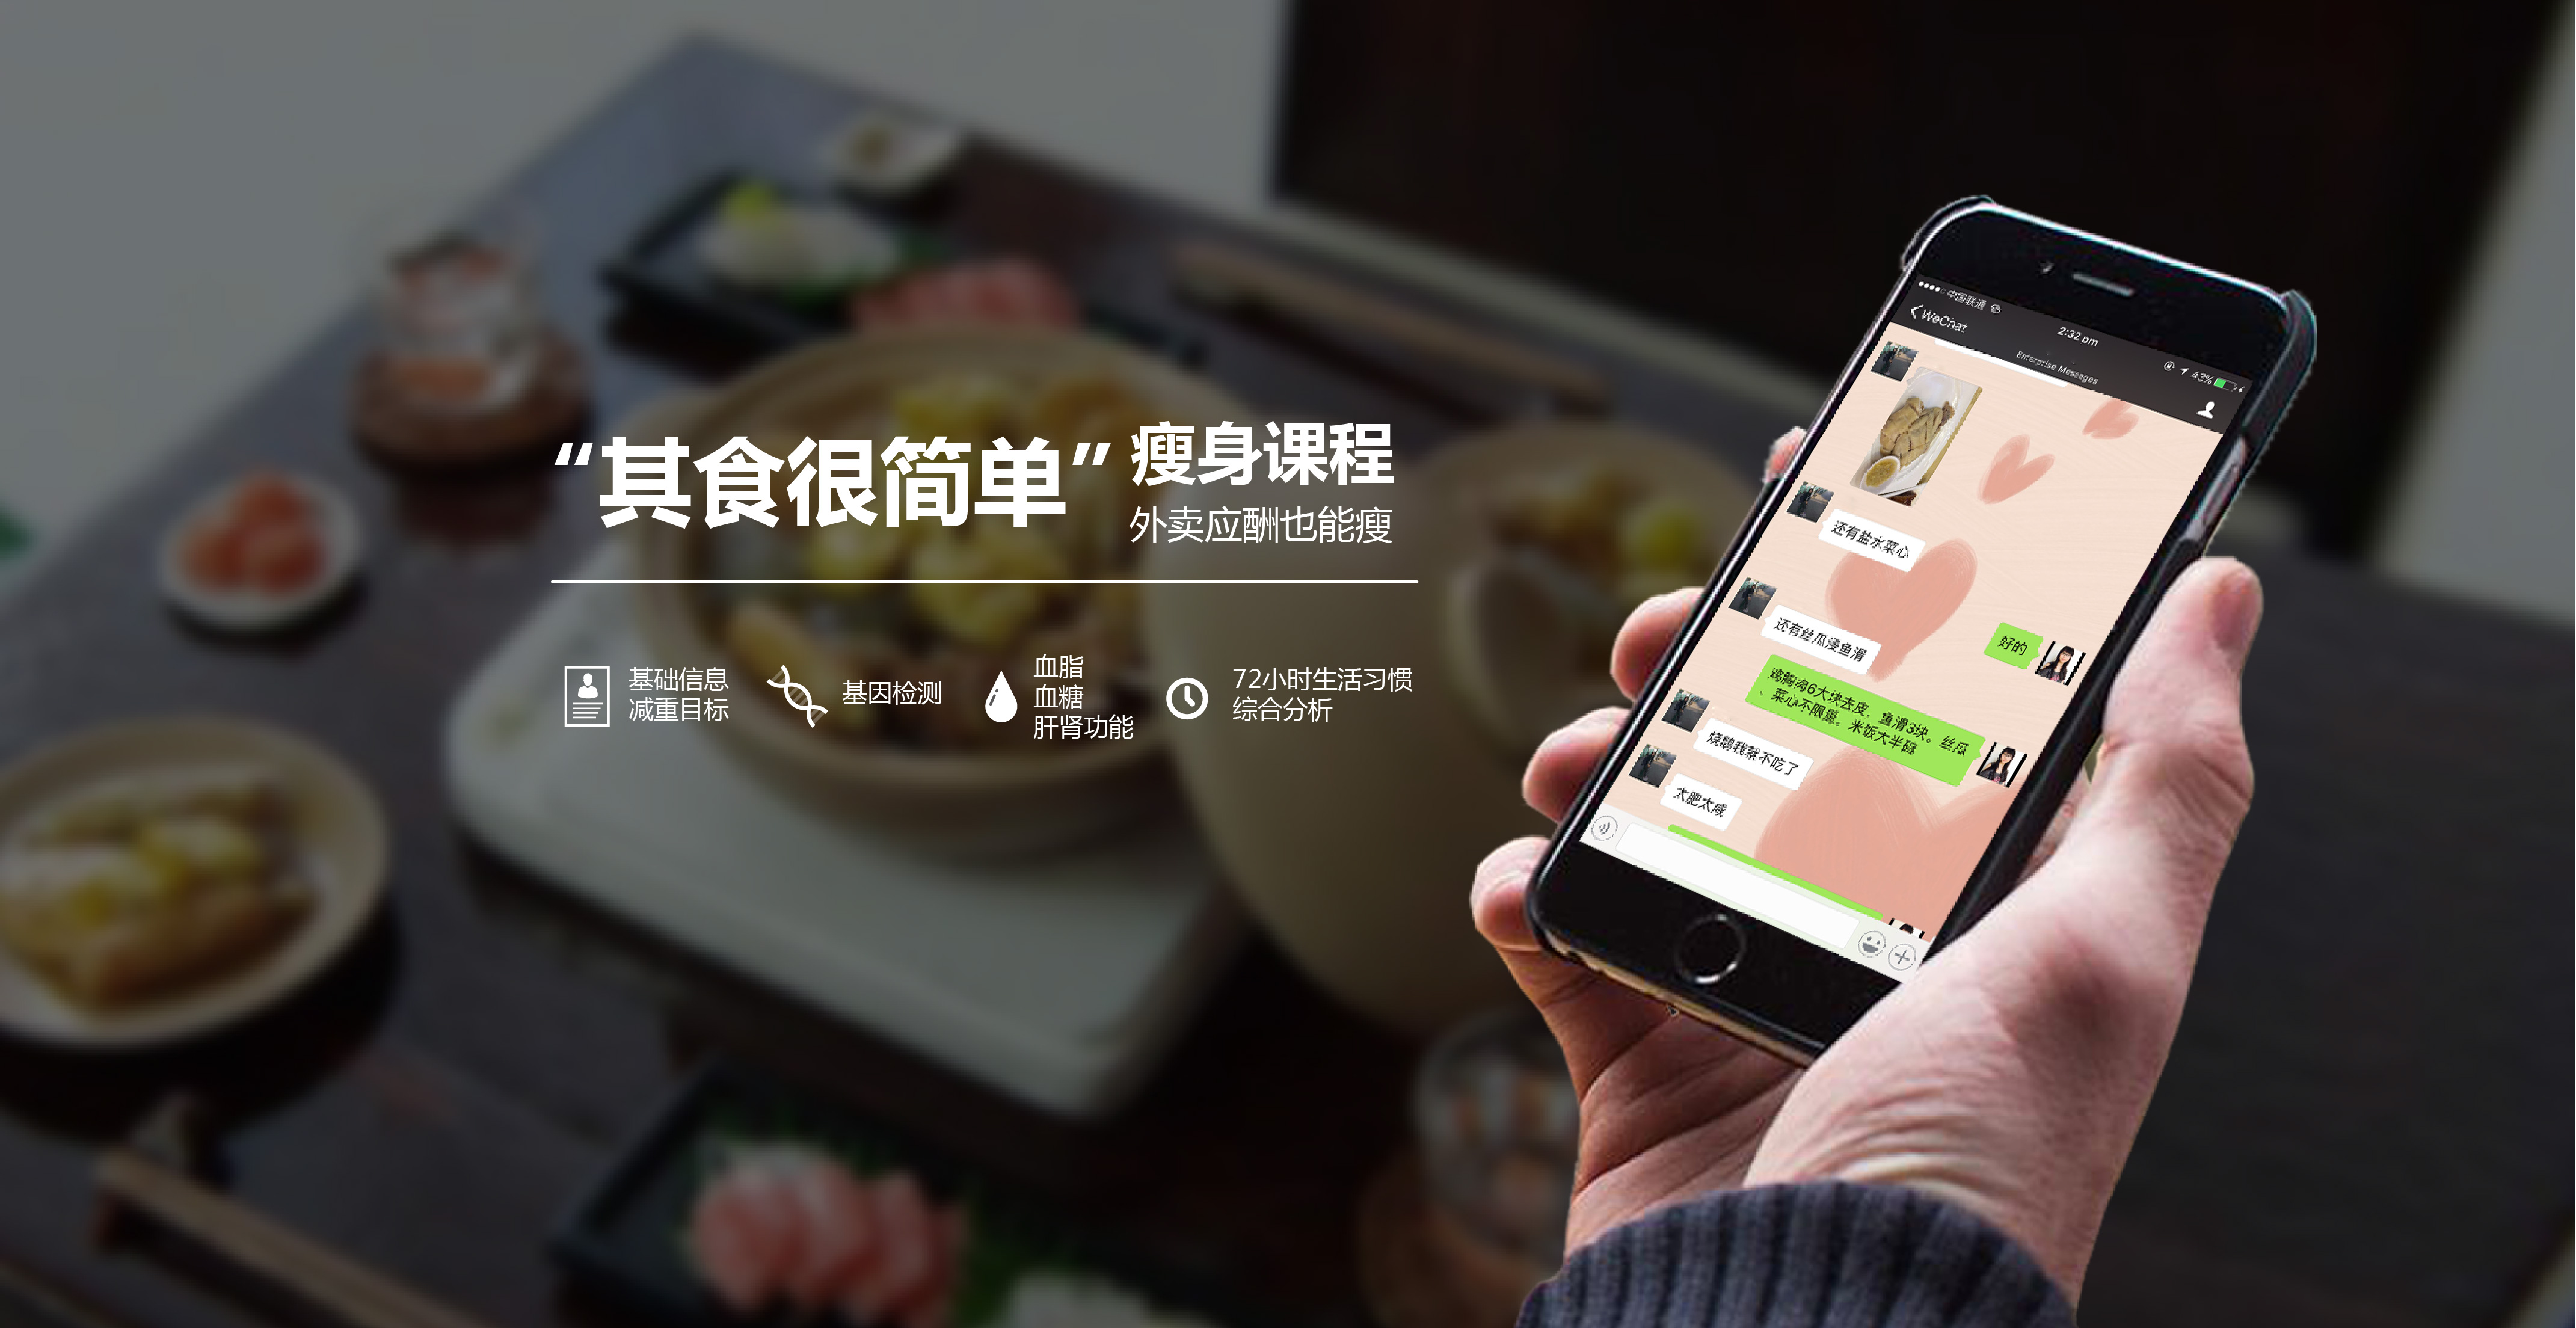 “其食很简单”
瘦身课程
外卖应酬也能瘦
基础信息
减重目标
基因检测
血脂
血糖
肝肾功能
72小时生活习惯
综合分析
中国联通
2:32 pm
43%
WeChat
Enterprise Messages
还有盐水菜心
还有丝瓜浸鱼滑
好的
鸡胸肉6大块去皮，鱼滑3块。丝瓜
、菜心不限量。米饭大半碗
烧鹅我就不吃了
太肥太咸